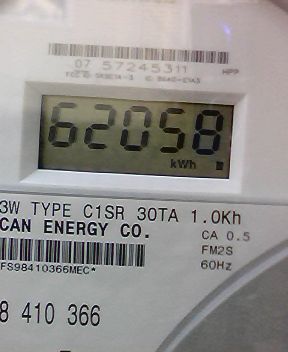 07 57245311 HPP
62058
kWh
3W TYPE C1SR 30TA 1.0Kh
CAN ENERGY CO. CA 0.5
FM2S
FS98410366MEC* 60Hz
8 410 366